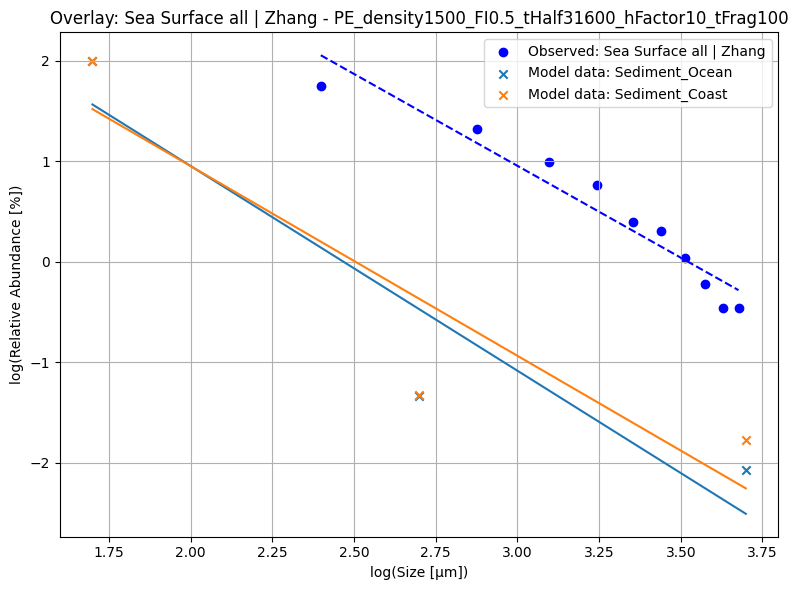 Overlay: Sea Surface all | Zhang - PE_density1500_FI0.5_tHalf31600_hFactor10_tFrag100
Observed: Sea Surface all | Zhang
Model data: Sediment_Ocean
Model data: Sediment_Coast
log(Relative Abundance [%])
2
1
0
−1
−2
1.75
2.00
2.25
2.50
2.75
3.00
3.25
3.50
3.75
log(Size [μm])